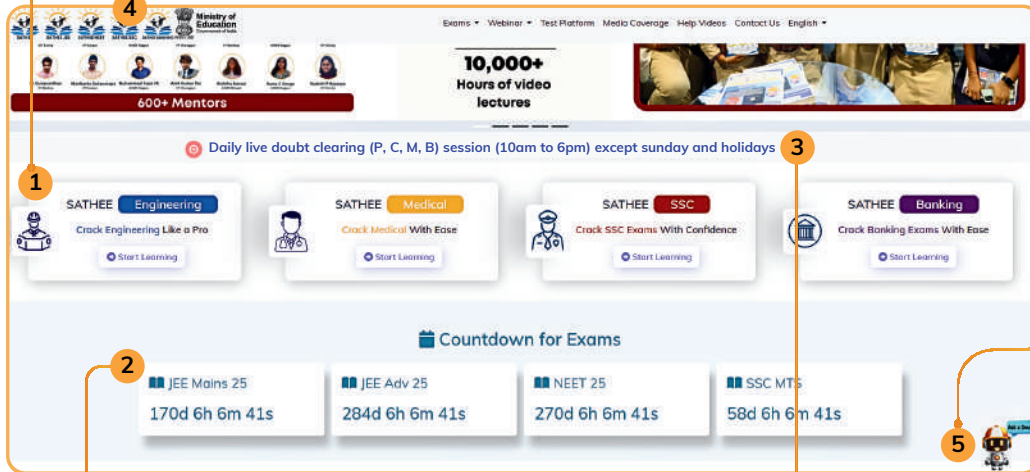 4
Ministry of
Education
Government of India
Exams Webinar Test Platform Media Coverage Help Videos Contact Us English
600+ Mentors
10,000+
Hours of video
lectures
Daily live doubt clearing (P, C, M, B) session (10am to 6pm) except sunday and holidays
3
1
SATHEE Engineering
Crack Engineering Like a Pro
Start Learning
SATHEE Medical
Crack Medical With Ease
Start Learning
SATHEE SSC
Crack SSC Exams With Confidence
Start Learning
SATHEE Banking
Crack Banking Exams With Ease
Start Learning
Countdown for Exams
2
JEE Mains 25
170d 6h 6m 41s
JEE Adv 25
284d 6h 6m 41s
NEET 25
270d 6h 6m 41s
SSC MTS
58d 6h 6m 41s
5